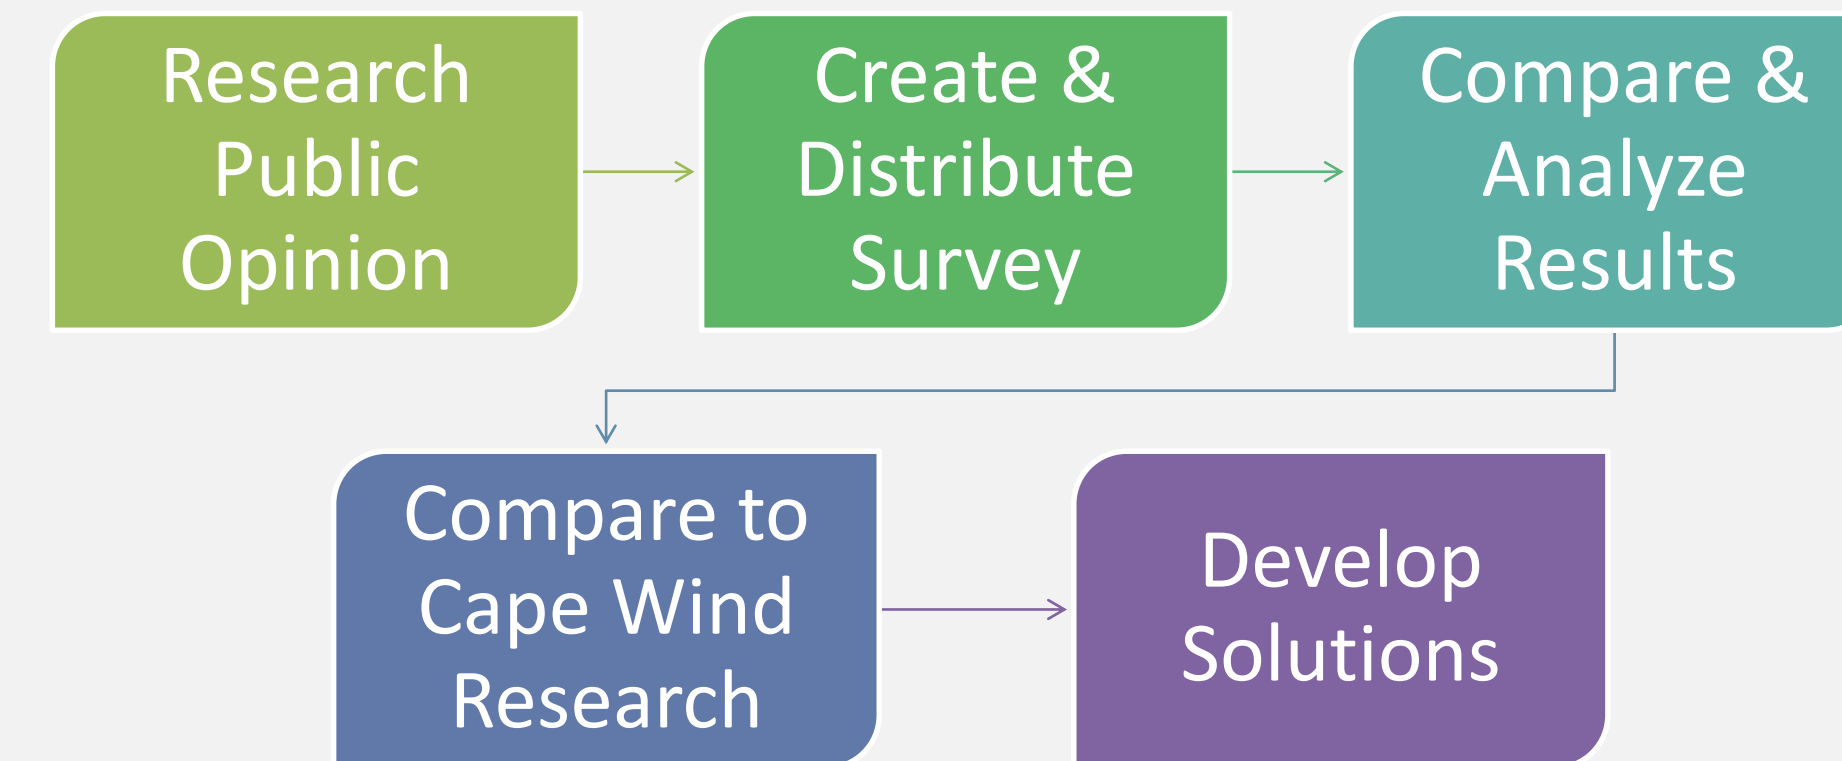 Research
Public
Opinion
Create &
Distribute
Survey
Compare &
Analyze
Results
Compare to
Cape Wind
Research
Develop
Solutions